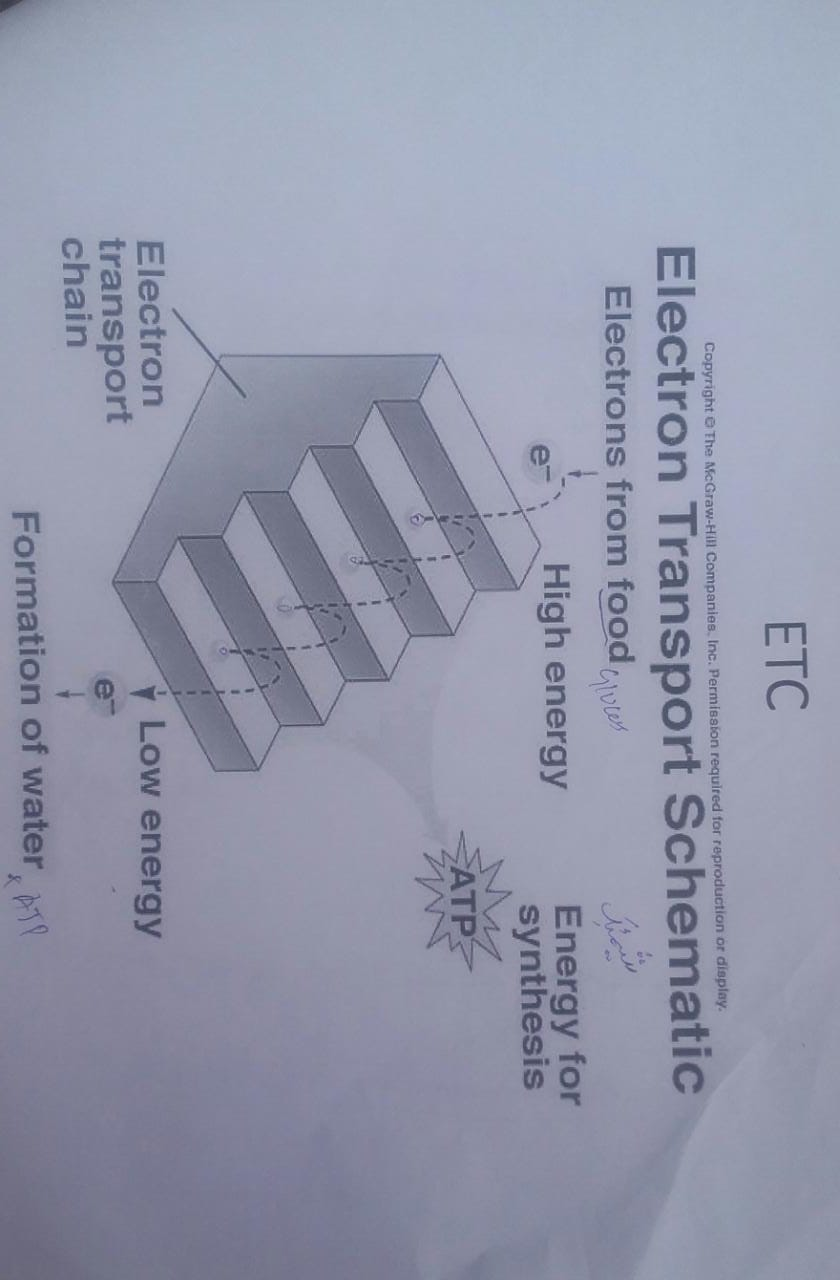 ETC
Copyright © The McGraw-Hill Companies, Inc. Permission required for reproduction or display.
Electron Transport Schematic
Electrons from food
e⁻
High energy
Energy for
synthesis
ATP
Electron
transport
chain
Low energy
e⁻
Formation of water
& ATP